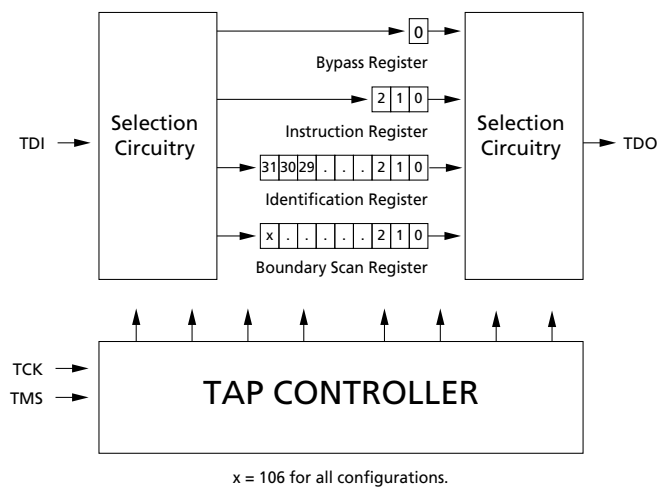 0
Bypass Register
2 1 0
Selection
Circuitry
Instruction Register
Selection
Circuitry
TDI
TDO
31 30 29 . . . 2 1 0
Identification Register
x . . . . . 2 1 0
Boundary Scan Register
TCK
TMS
TAP CONTROLLER
x = 106 for all configurations.